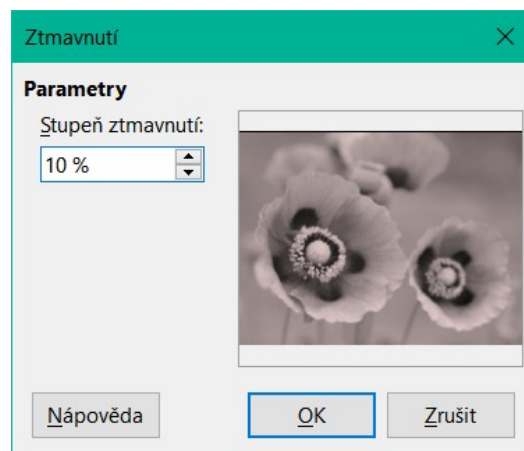 Ztmavnutí
Parametry
Stupeň ztmavnutí:
10 %
Nápověda
OK
Zrušit